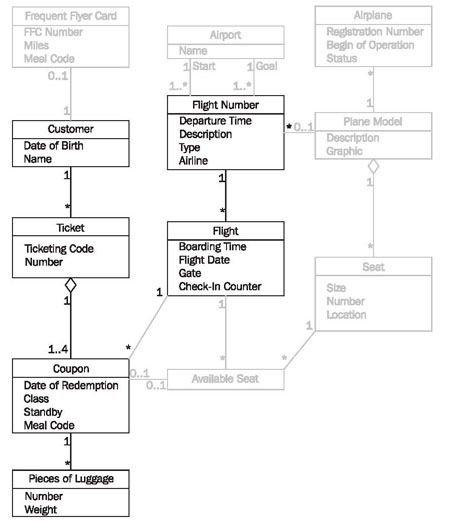 Frequent Flyer Card
FFC Number
Miles
Meal Code
0..1
1
Customer
Date of Birth
Name
1
*
Ticket
Ticketing Code
Number
1
1..4
Coupon
Date of Redemption
Class
Standby
Meal Code
1
*
Pieces of Luggage
Number
Weight
Airport
Name
1 Start
1 Goal
1..*
1..*
Flight Number
Departure Time
Description
Type
Airline
* 0..1
1
*
Flight
Boarding Time
Flight Date
Gate
Check-In Counter
1
*
1
*
0..1
0..1
Available Seat
Airplane
Registration Number
Begin of Operation
Status
*
1
Plane Model
Description
Graphic
1
*
Seat
Size
Number
Location
1
*